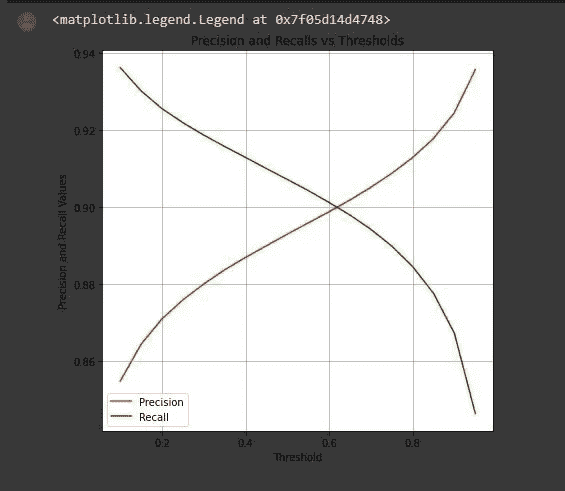 <matplotlib.legend.Legend at 0x7f05d14d4748>
Precision and Recalls vs Thresholds
0.94
0.92
0.90
0.88
0.86
Precision and Recall Values
Precision
Recall
0.2 0.4 0.6 0.8
Threshold